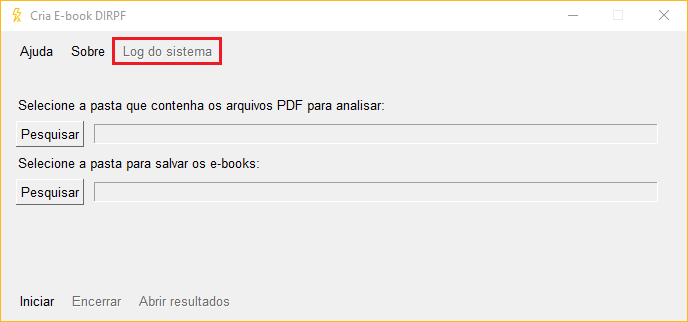 Cria E-book DIRPF
Ajuda Sobre Log do sistema
Selecione a pasta que contenha os arquivos PDF para analisar:
Pesquisar
Selecione a pasta para salvar os e-books:
Pesquisar
Iniciar Encerrar Abrir resultados